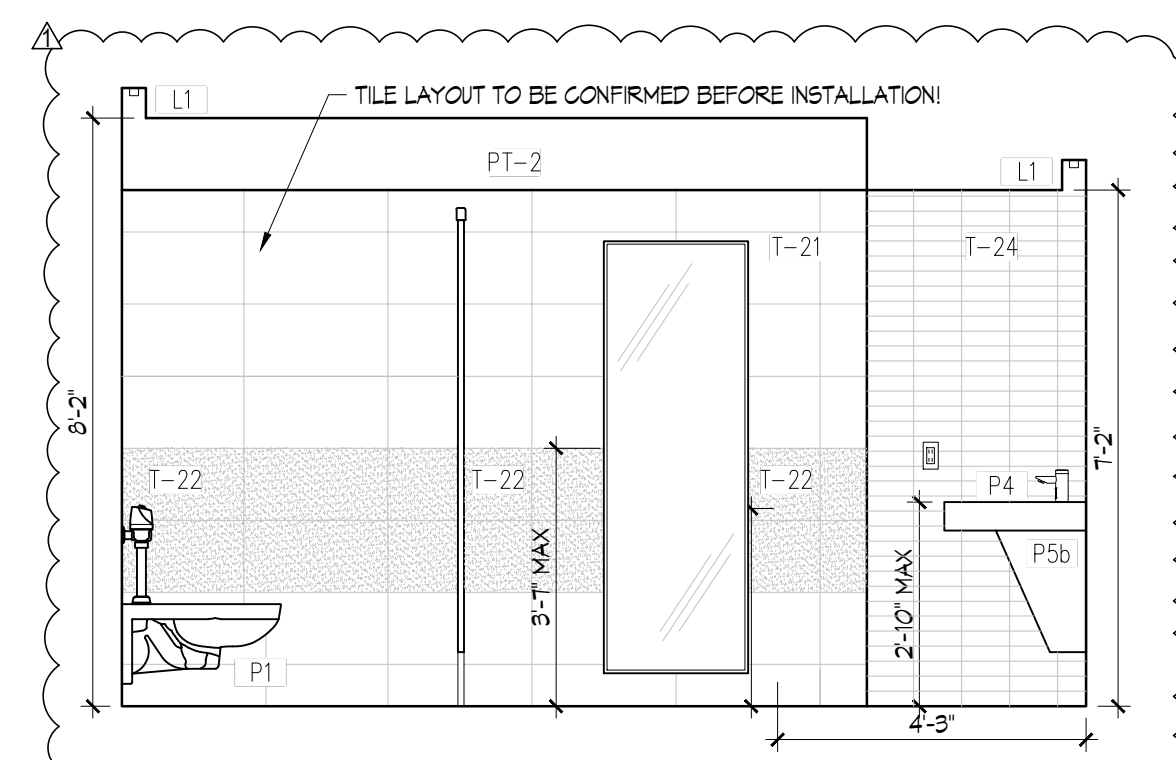 1
L1
TILE LAYOUT TO BE CONFIRMED BEFORE INSTALLATION!
PT-2
L1
T-21
T-24
8'-2"
7'-2"
T-22
T-22
T-22
P4
3'-7" MAX
2'-10" MAX
P5b
P1
4'-3"